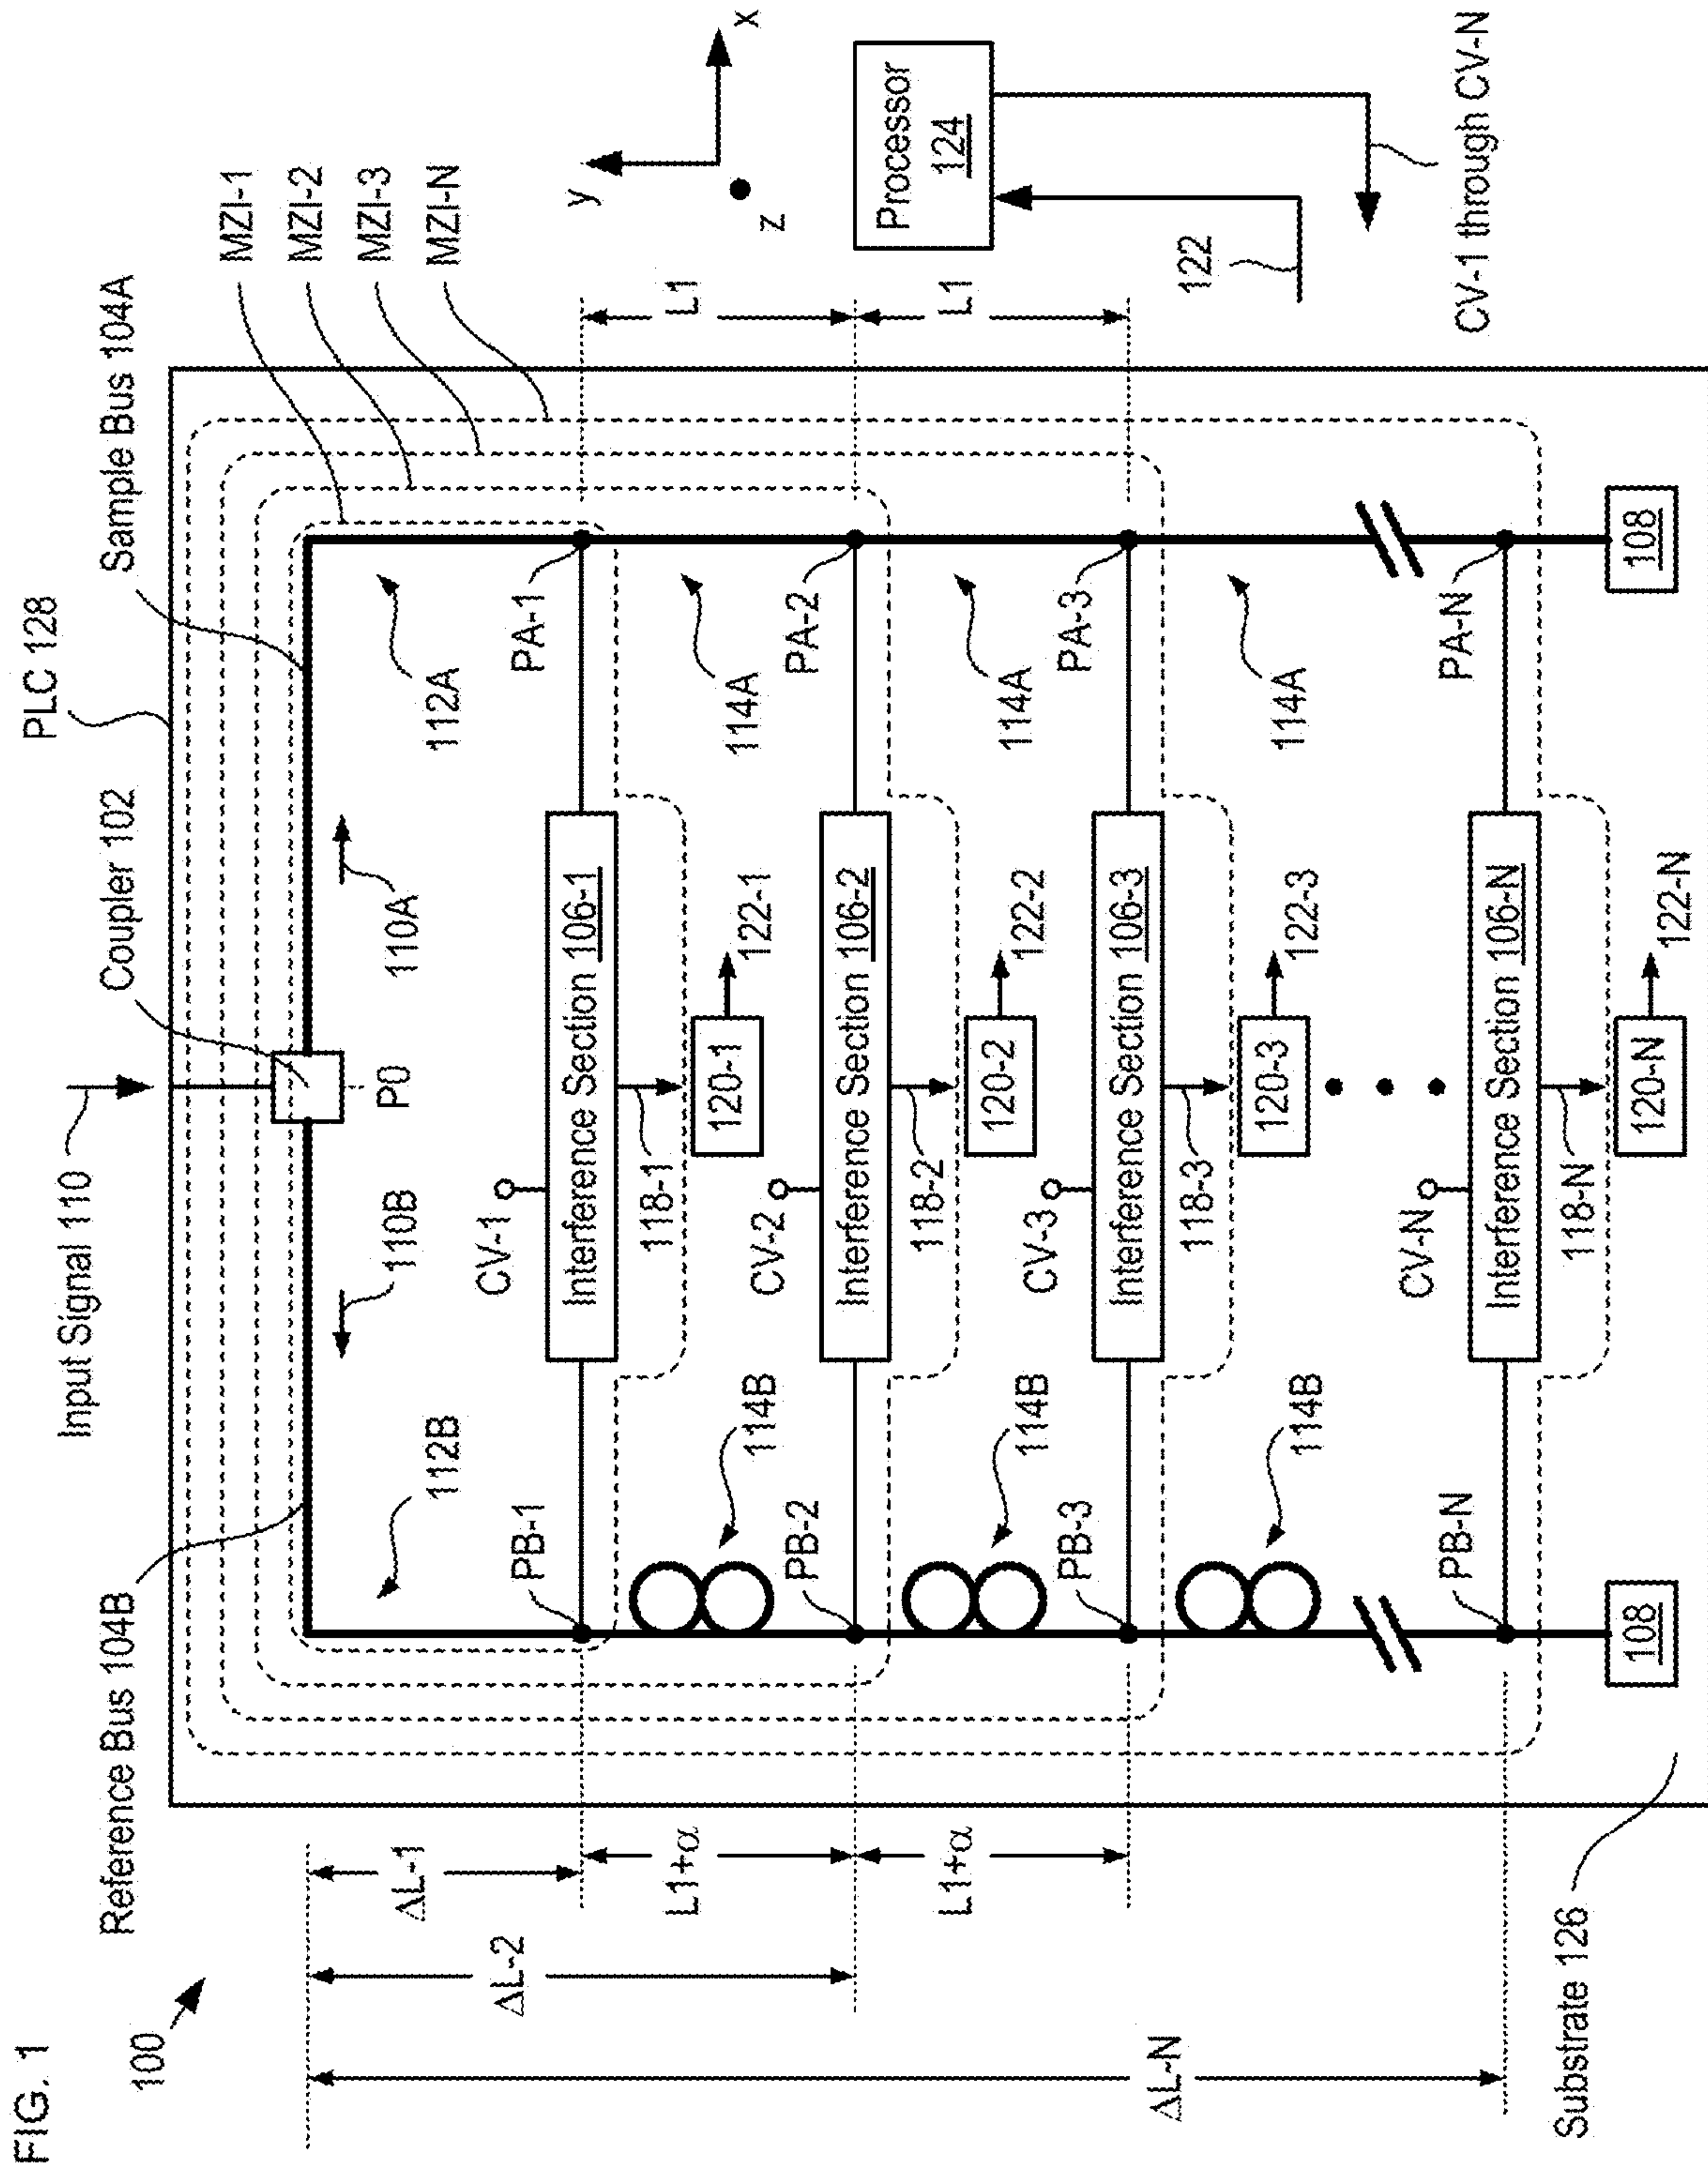 FIG. 1
100
Input Signal 110
PLC 128
Reference Bus 104B
Coupler 102
Sample Bus 104A
MZI-1
MZI-2
MZI-3
MZI-N
110B
110A
P0
112B
112A
y
x
z
ΔL-1
ΔL-2
ΔL-N
PB-1
CV-1
Interference Section 106-1
PA-1
118-1
120-1
122-1
L1+α
114B
114A
L1
PB-2
CV-2
Interference Section 106-2
PA-2
118-2
120-2
122-2
L1+α
114B
114A
L1
Processor
124
122
CV-1 through CV-N
PB-3
CV-3
Interference Section 106-3
PA-3
118-3
120-3
122-3
114B
114A
PB-N
CV-N
Interference Section 106-N
PA-N
118-N
120-N
122-N
108
108
Substrate 126